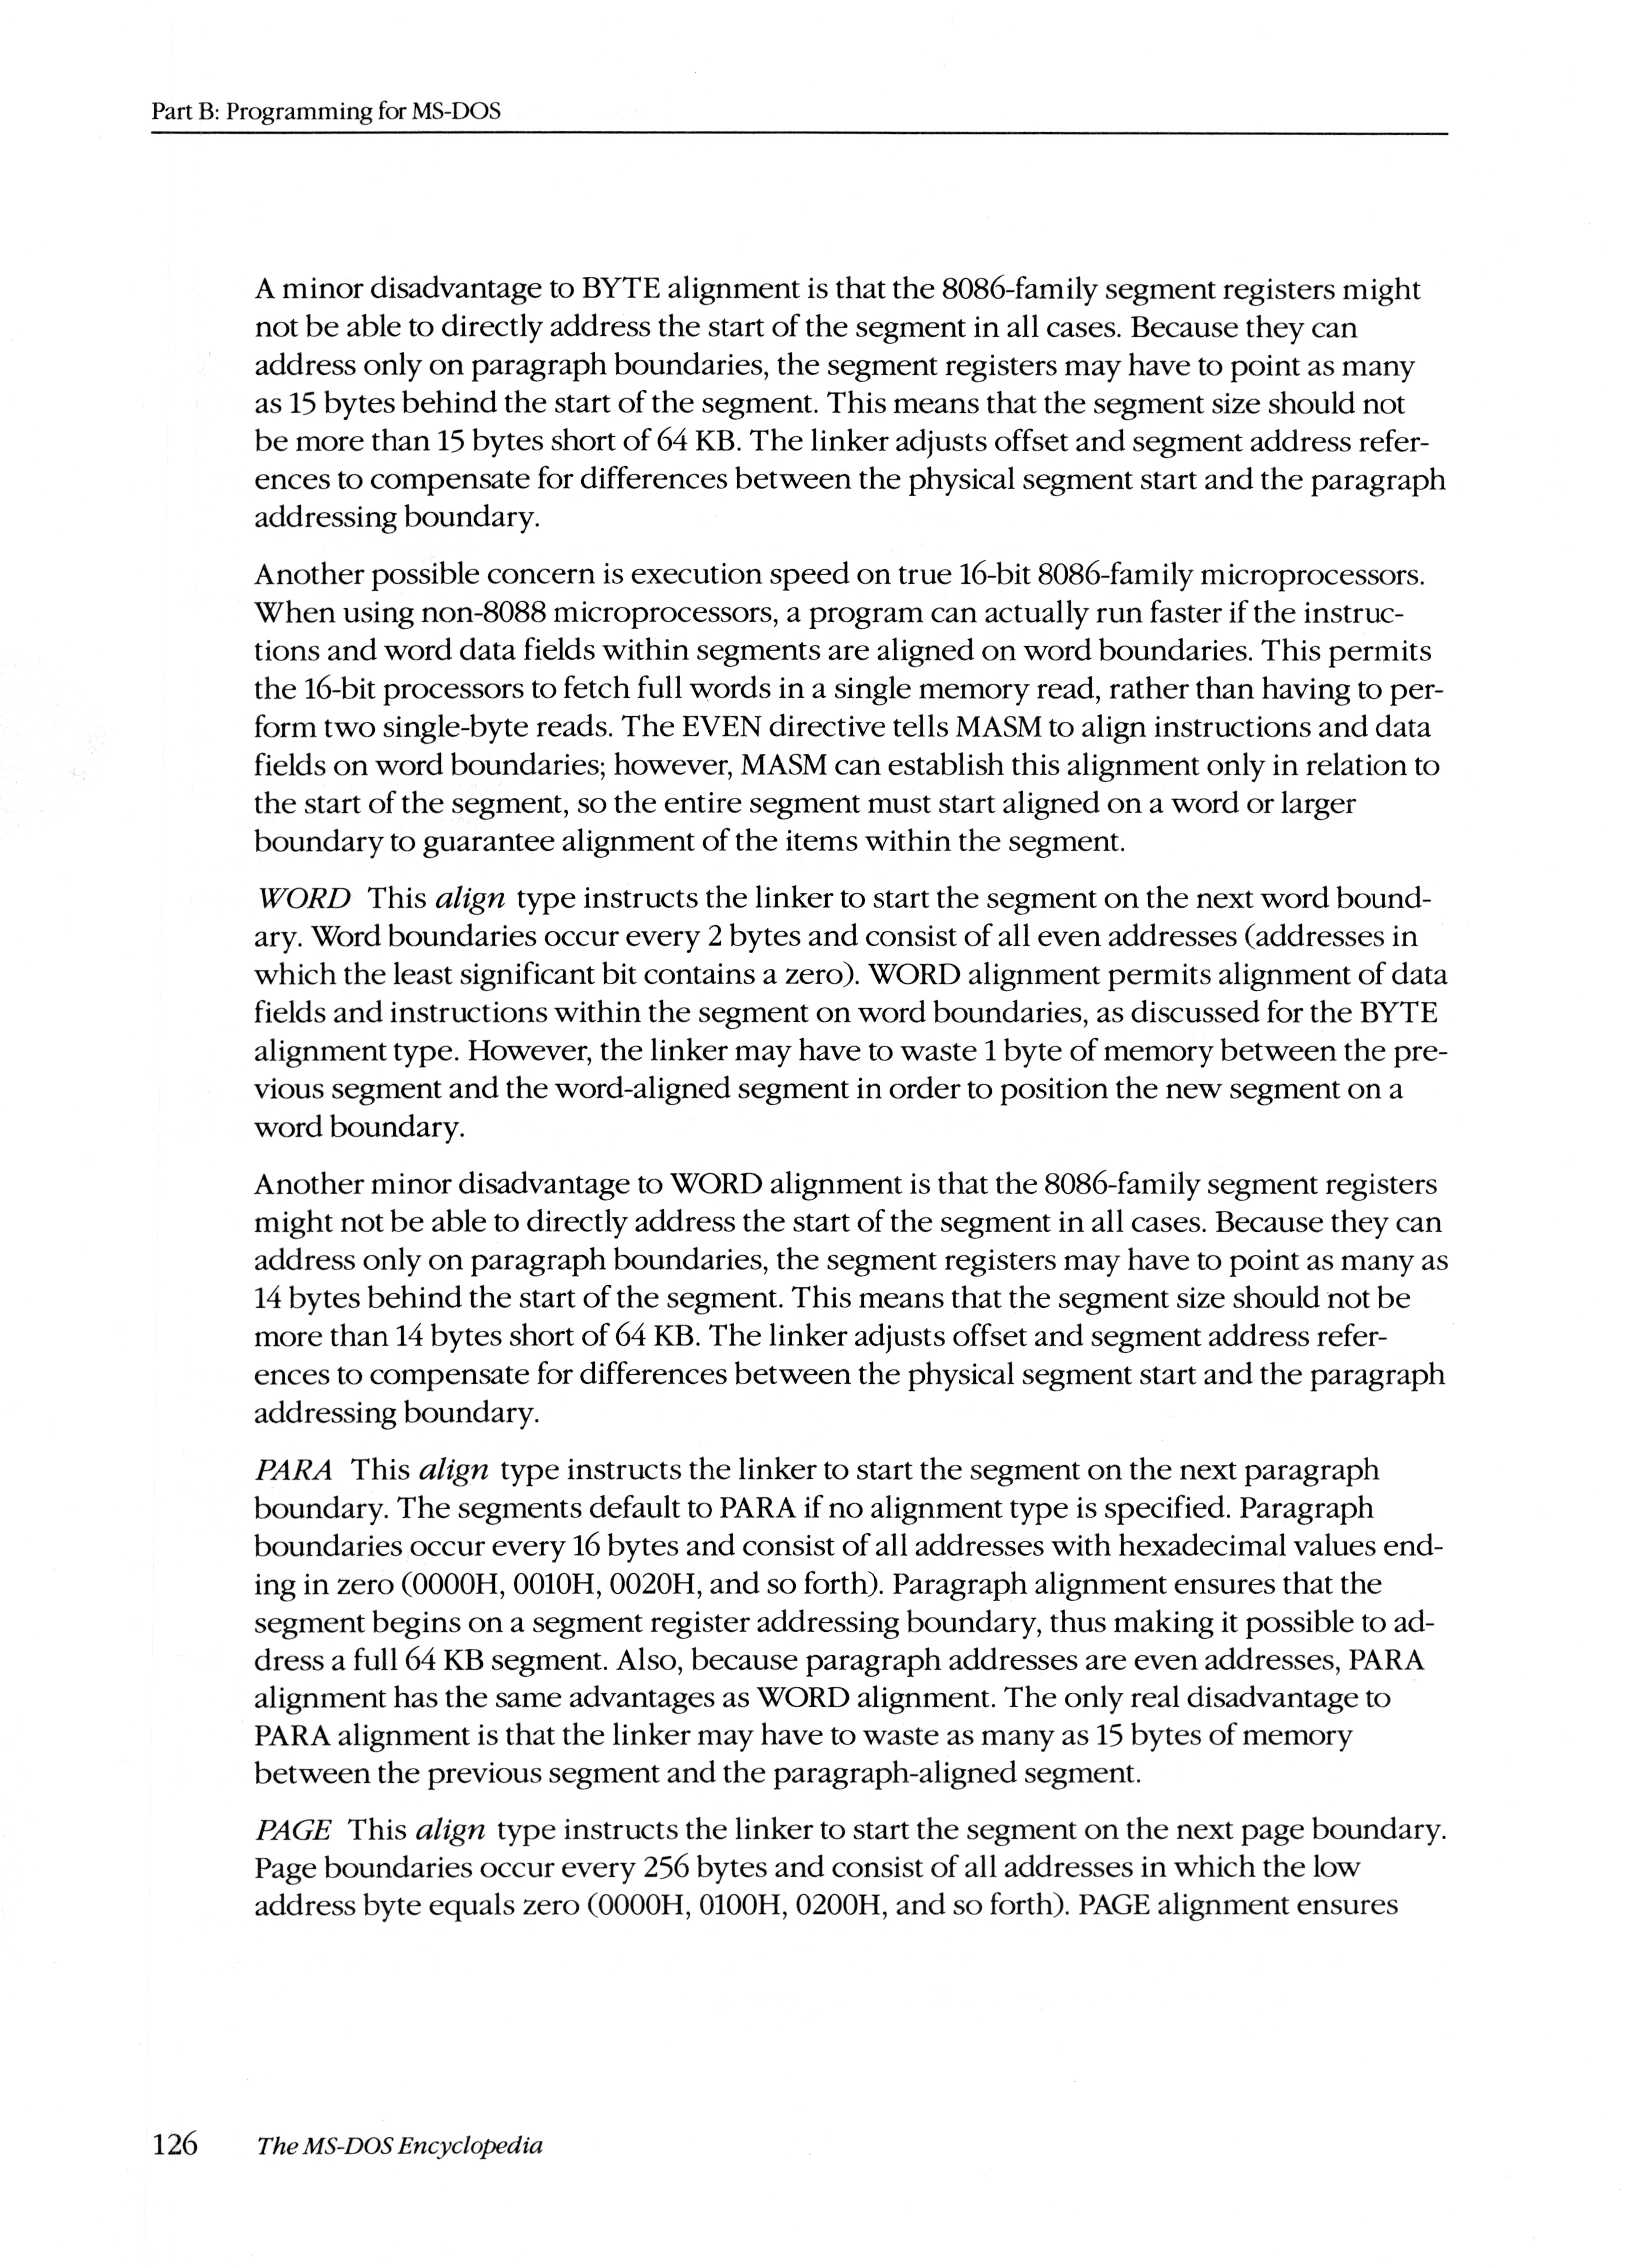 Part B: Programming for MS-DOS
A minor disadvantage to BYTE alignment is that the 8086-family segment registers might
not be able to directly address the start of the segment in all cases. Because they can
address only on paragraph boundaries, the segment registers may have to point as many
as 15 bytes behind the start of the segment. This means that the segment size should not
be more than 15 bytes short of 64 KB. The linker adjusts offset and segment address refer-
ences to compensate for differences between the physical segment start and the paragraph
addressing boundary.
Another possible concern is execution speed on true 16-bit 8086-family microprocessors.
When using non-8088 microprocessors, a program can actually run faster if the instruc-
tions and word data fields within segments are aligned on word boundaries. This permits
the 16-bit processors to fetch full words in a single memory read, rather than having to per-
form two single-byte reads. The EVEN directive tells MASM to align instructions and data
fields on word boundaries; however, MASM can establish this alignment only in relation to
the start of the segment, so the entire segment must start aligned on a word or larger
boundary to guarantee alignment of the items within the segment.
WORD This align type instructs the linker to start the segment on the next word bound-
ary. Word boundaries occur every 2 bytes and consist of all even addresses (addresses in
which the least significant bit contains a zero). WORD alignment permits alignment of data
fields and instructions within the segment on word boundaries, as discussed for the BYTE
alignment type. However, the linker may have to waste 1 byte of memory between the pre-
vious segment and the word-aligned segment in order to position the new segment on a
word boundary.
Another minor disadvantage to WORD alignment is that the 8086-family segment registers
might not be able to directly address the start of the segment in all cases. Because they can
address only on paragraph boundaries, the segment registers may have to point as many as
14 bytes behind the start of the segment. This means that the segment size should not be
more than 14 bytes short of 64 KB. The linker adjusts offset and segment address refer-
ences to compensate for differences between the physical segment start and the paragraph
addressing boundary.
PARA This align type instructs the linker to start the segment on the next paragraph
boundary. The segments default to PARA if no alignment type is specified. Paragraph
boundaries occur every 16 bytes and consist of all addresses with hexadecimal values end-
ing in zero (0000H, 0010H, 0020H, and so forth). Paragraph alignment ensures that the
segment begins on a segment register addressing boundary, thus making it possible to ad-
dress a full 64 KB segment. Also, because paragraph addresses are even addresses, PARA
alignment has the same advantages as WORD alignment. The only real disadvantage to
PARA alignment is that the linker may have to waste as many as 15 bytes of memory
between the previous segment and the paragraph-aligned segment.
PAGE This align type instructs the linker to start the segment on the next page boundary.
Page boundaries occur every 256 bytes and consist of all addresses in which the low
address byte equals zero (0000H, 0100H, 0200H, and so forth). PAGE alignment ensures
126 The MS-DOS Encyclopedia